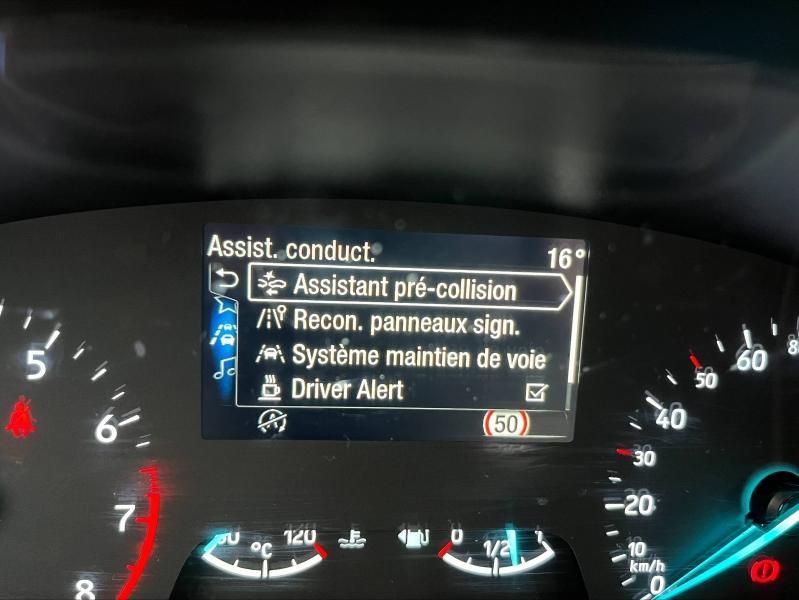 Assist. conduct. 16°
Assistant pré-collision
Recon. panneaux sign.
Système maintien de voie
Driver Alert
50
5
6
7
8
120
°C
0
1/2
1
60
50
40
30
20
10
km/h
0